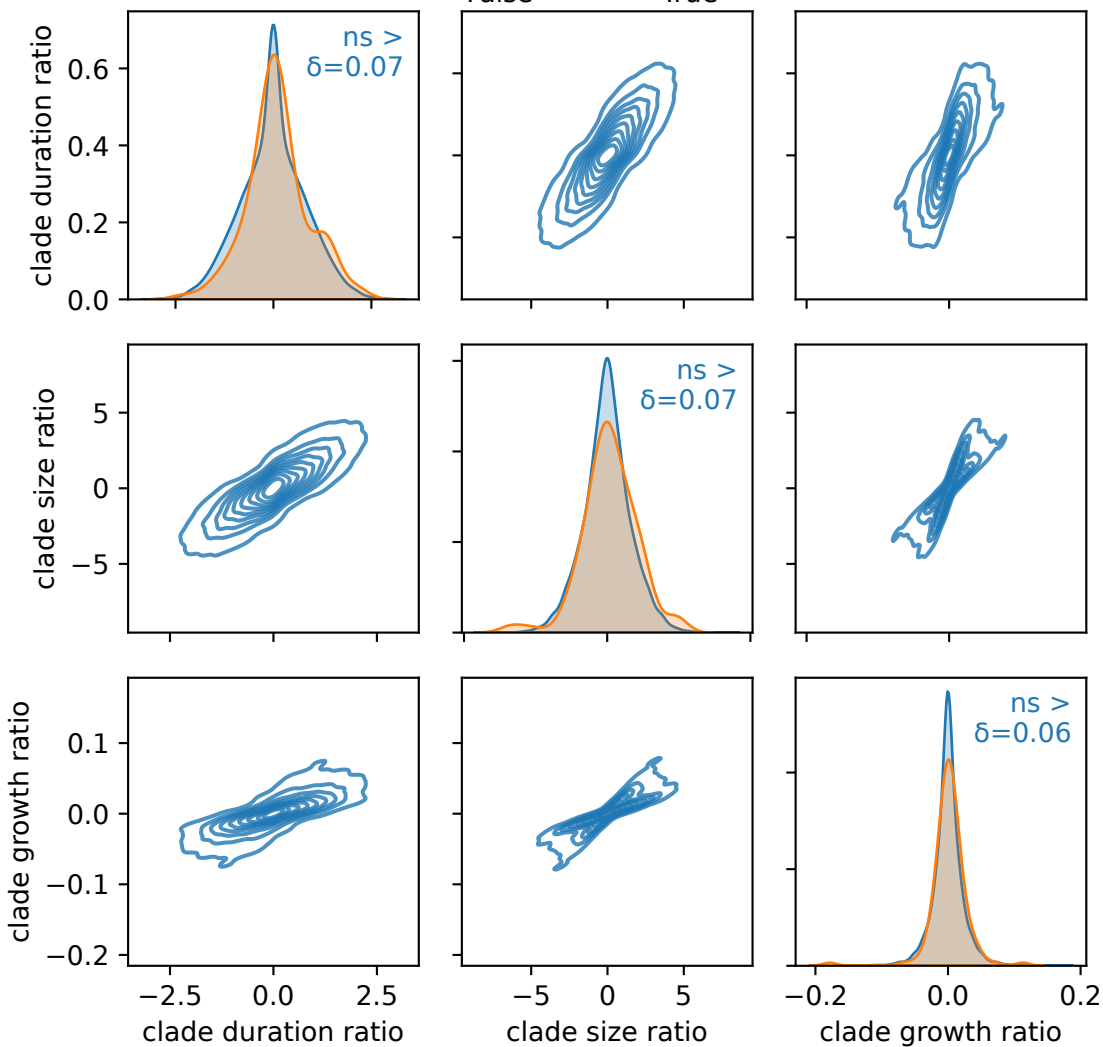 ns >
δ=0.07
clade duration ratio
0.6
0.4
0.2
0.0
ns >
δ=0.07
clade size ratio
5
0
−5
ns >
δ=0.06
clade growth ratio
0.1
0.0
−0.1
−0.2
−2.5 0.0 2.5
−5 0 5
−0.2 0.0 0.2
clade duration ratio
clade size ratio
clade growth ratio